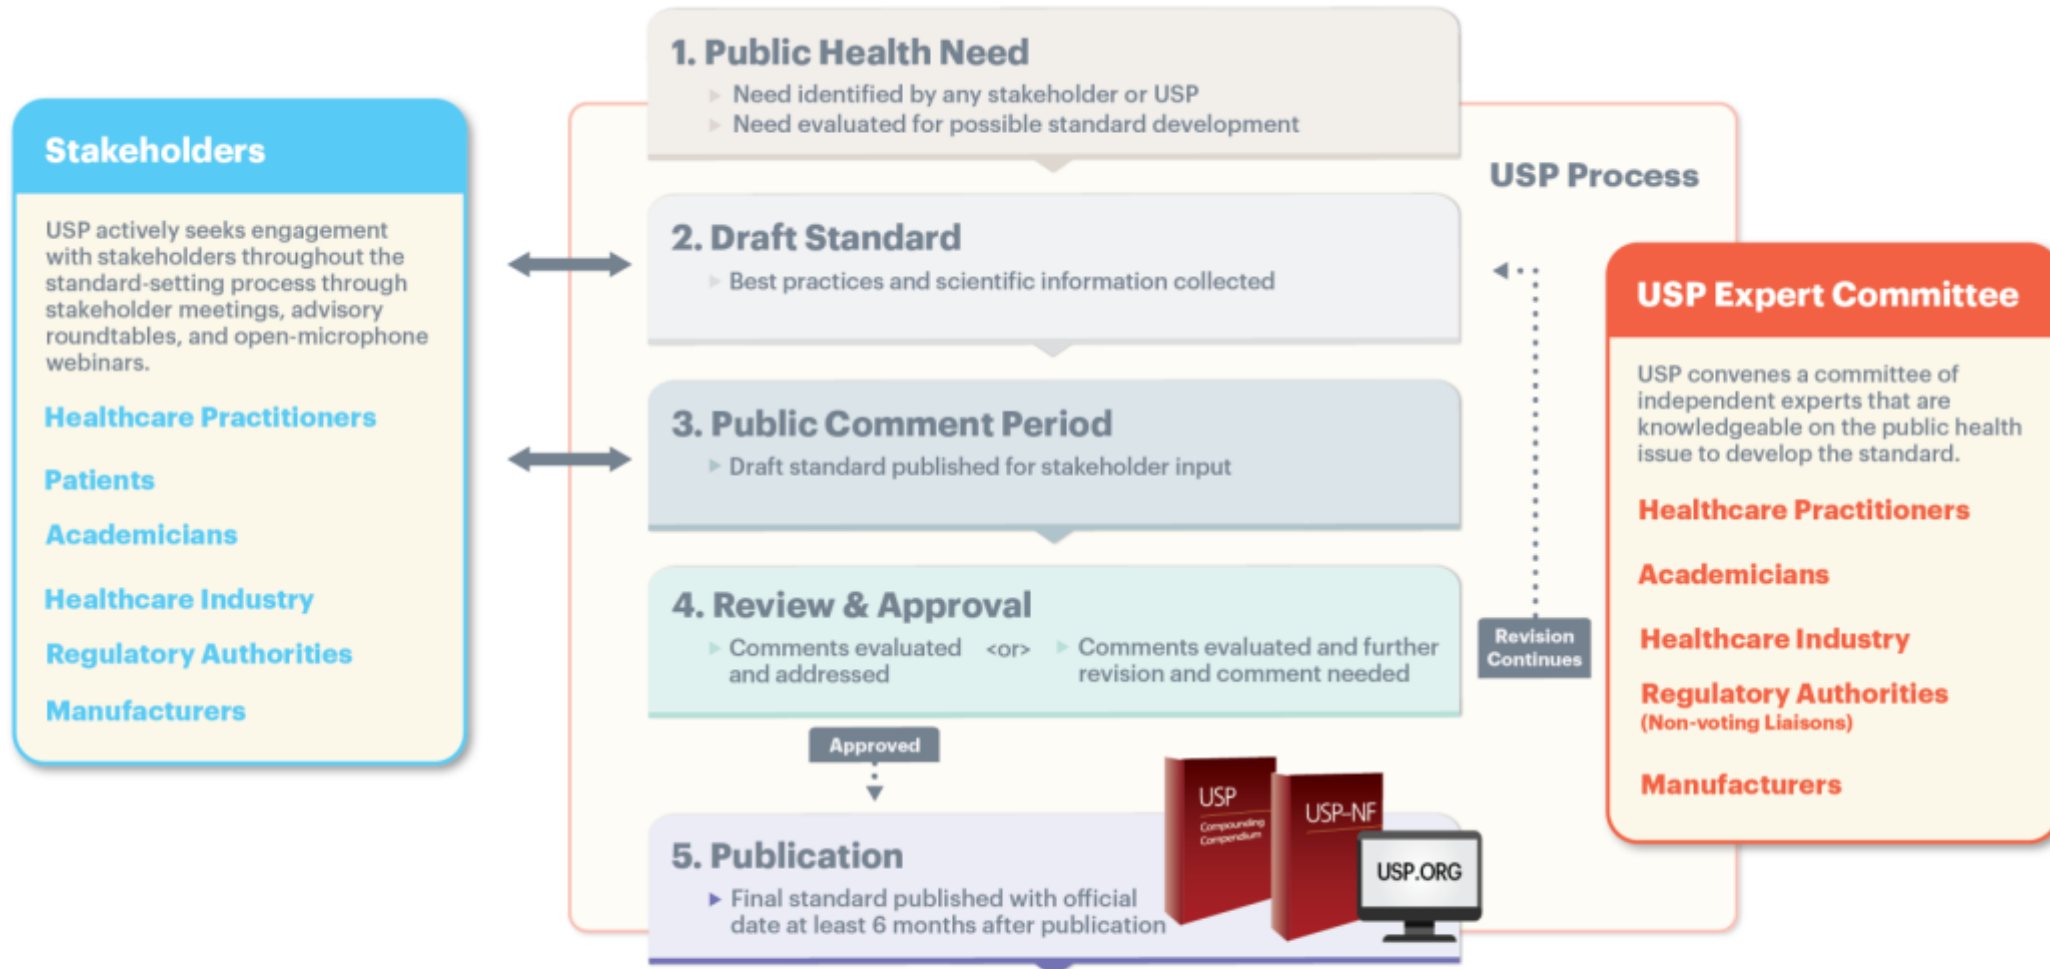 Stakeholders
USP actively seeks engagement
with stakeholders throughout the
standard-setting process through
stakeholder meetings, advisory
roundtables, and open-microphone
webinars.
Healthcare Practitioners
Patients
Academicians
Healthcare Industry
Regulatory Authorities
Manufacturers
1. Public Health Need
Need identified by any stakeholder or USP
Need evaluated for possible standard development
2. Draft Standard
Best practices and scientific information collected
3. Public Comment Period
Draft standard published for stakeholder input
4. Review & Approval
Comments evaluated
and addressed
<or>
Comments evaluated and further
revision and comment needed
Approved
5. Publication
Final standard published with official
date at least 6 months after publication
USP
Compounding
Compendium
USP–NF
USP.ORG
USP Process
Revision
Continues
USP Expert Committee
USP convenes a committee of
independent experts that are
knowledgeable on the public health
issue to develop the standard.
Healthcare Practitioners
Academicians
Healthcare Industry
Regulatory Authorities
(Non-voting Liaisons)
Manufacturers